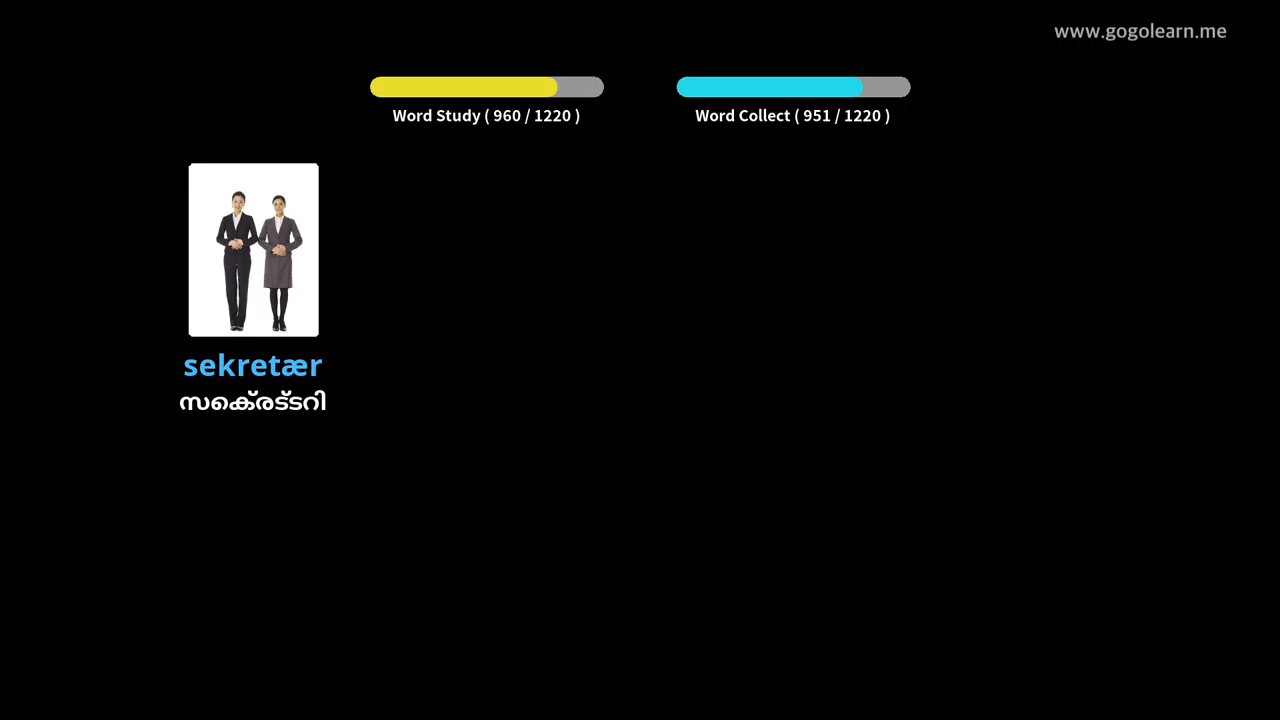 www.gogolearn.me
Word Study ( 960 / 1220 )
Word Collect ( 951 / 1220 )
sekretær
സെക്രട്ടറി